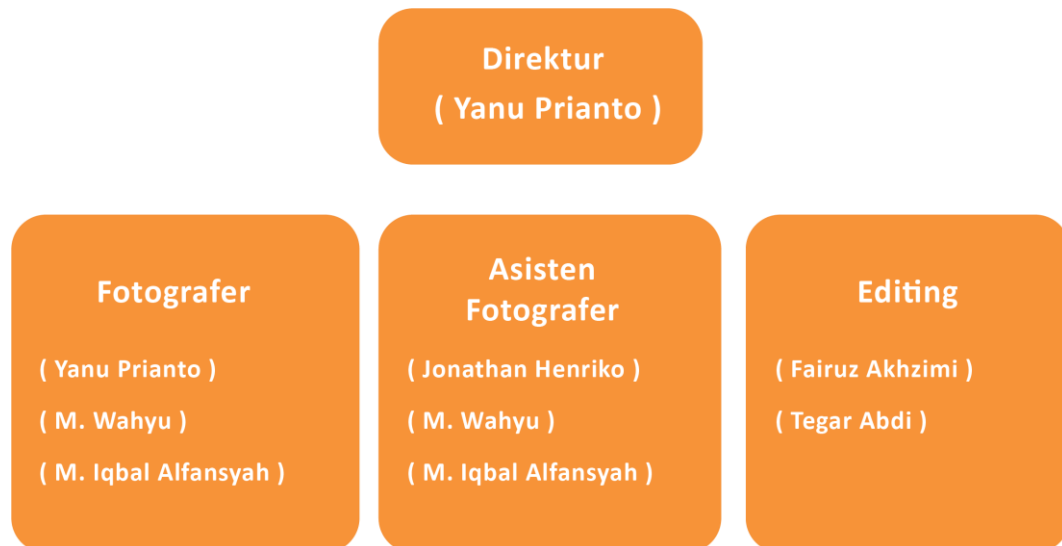 Direktur
( Yanu Prianto )
Fotografer
( Yanu Prianto )
( M. Wahyu )
( M. Iqbal Alfansyah )
Asisten
Fotografer
( Jonathan Henriko )
( M. Wahyu )
( M. Iqbal Alfansyah )
Editing
( Fairuz Akhzimi )
( Tegar Abdi )